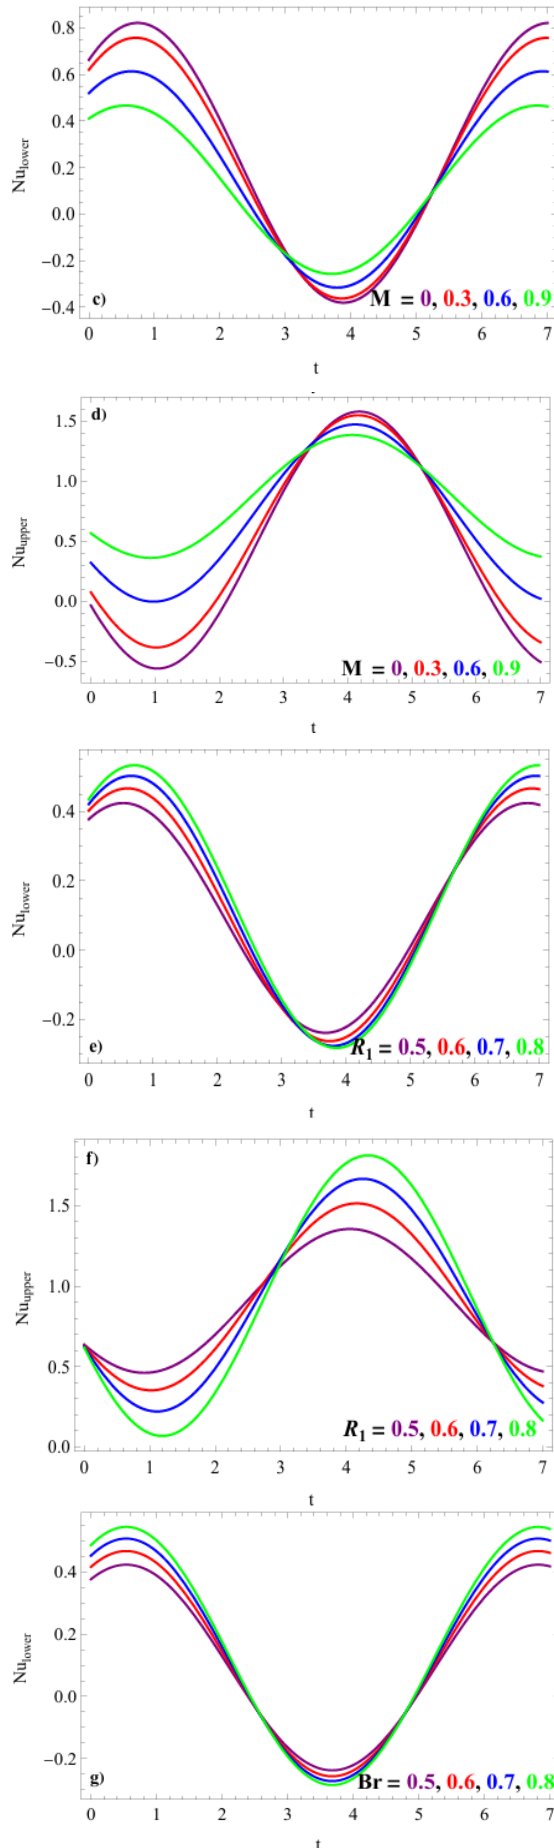 0.8
0.6
0.4
0.2
0.0
−0.2
−0.4
Nu_lower
c)
M = 0, 0.3, 0.6, 0.9
0 1 2 3 4 5 6 7
t
d)
1.5
1.0
0.5
0.0
−0.5
Nu_upper
M = 0, 0.3, 0.6, 0.9
0 1 2 3 4 5 6 7
t
0.4
0.2
0.0
−0.2
Nu_lower
e)
R_1 = 0.5, 0.6, 0.7, 0.8
0 1 2 3 4 5 6 7
t
f)
1.5
1.0
0.5
0.0
Nu_upper
R_1 = 0.5, 0.6, 0.7, 0.8
0 1 2 3 4 5 6 7
t
0.4
0.2
0.0
−0.2
Nu_lower
g)
Br = 0.5, 0.6, 0.7, 0.8
0 1 2 3 4 5 6 7
t